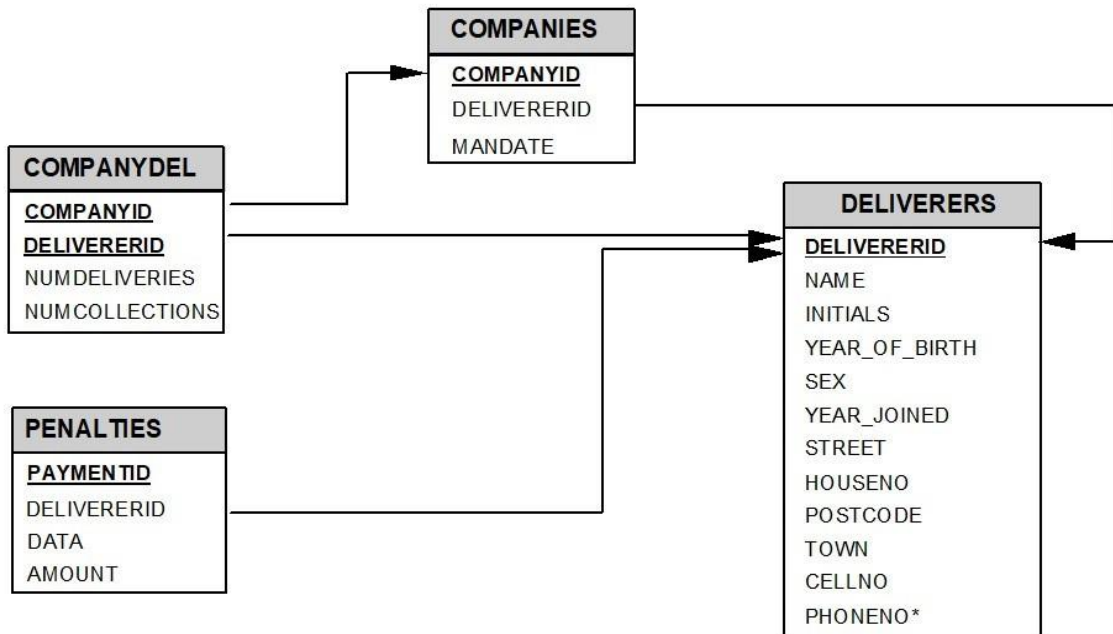 COMPANIES
COMPANYID
DELIVERERID
MANDATE
COMPANYDEL
COMPANYID
DELIVERERID
NUMDELIVERIES
NUMCOLLECTIONS
DELIVERERS
DELIVERERID
NAME
INITIALS
YEAR_OF_BIRTH
SEX
YEAR_JOINED
STREET
HOUSENO
POSTCODE
TOWN
CELLNO
PHONENO*
PENALTIES
PAYMENTID
DELIVERERID
DATA
AMOUNT